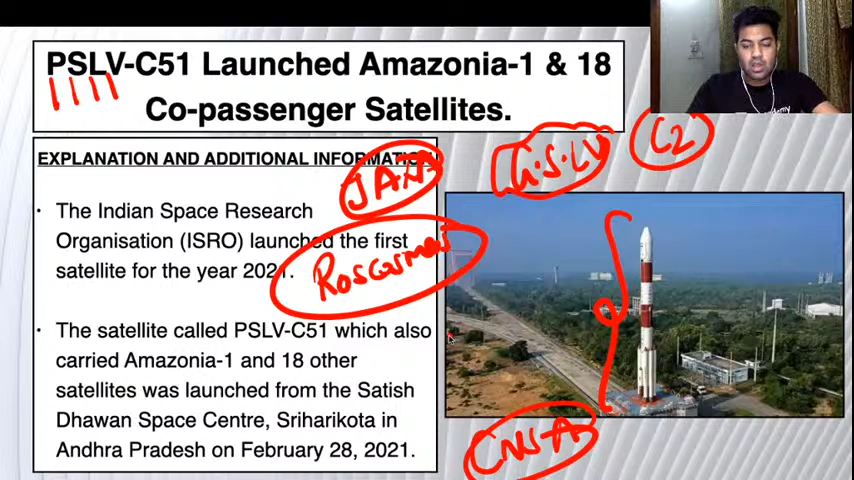 PSLV-C51 Launched Amazonia-1 & 18
Co-passenger Satellites.
EXPLANATION AND ADDITIONAL INFORMATION
· The Indian Space Research
Organisation (ISRO) launched the first
satellite for the year 2021.
· The satellite called PSLV-C51 which also
carried Amazonia-1 and 18 other
satellites was launched from the Satish
Dhawan Space Centre, Sriharikota in
Andhra Pradesh on February 28, 2021.
G.S.LV
Roscosmos
CNSA